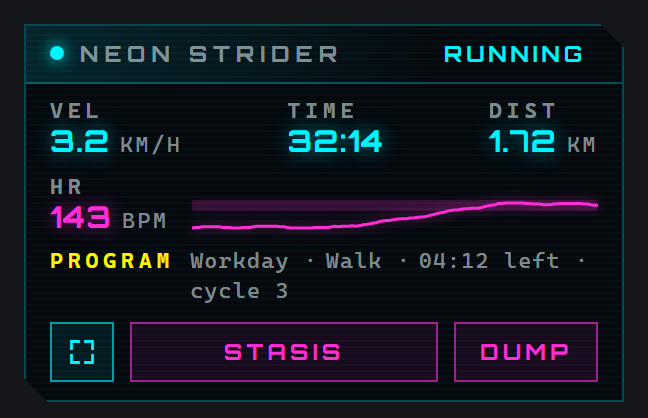 NEON STRIDER RUNNING
VEL TIME DIST
3.2 KM/H 32:14 1.72 KM
HR
143 BPM
PROGRAM Workday · Walk · 04:12 left ·
cycle 3
STASIS DUMP